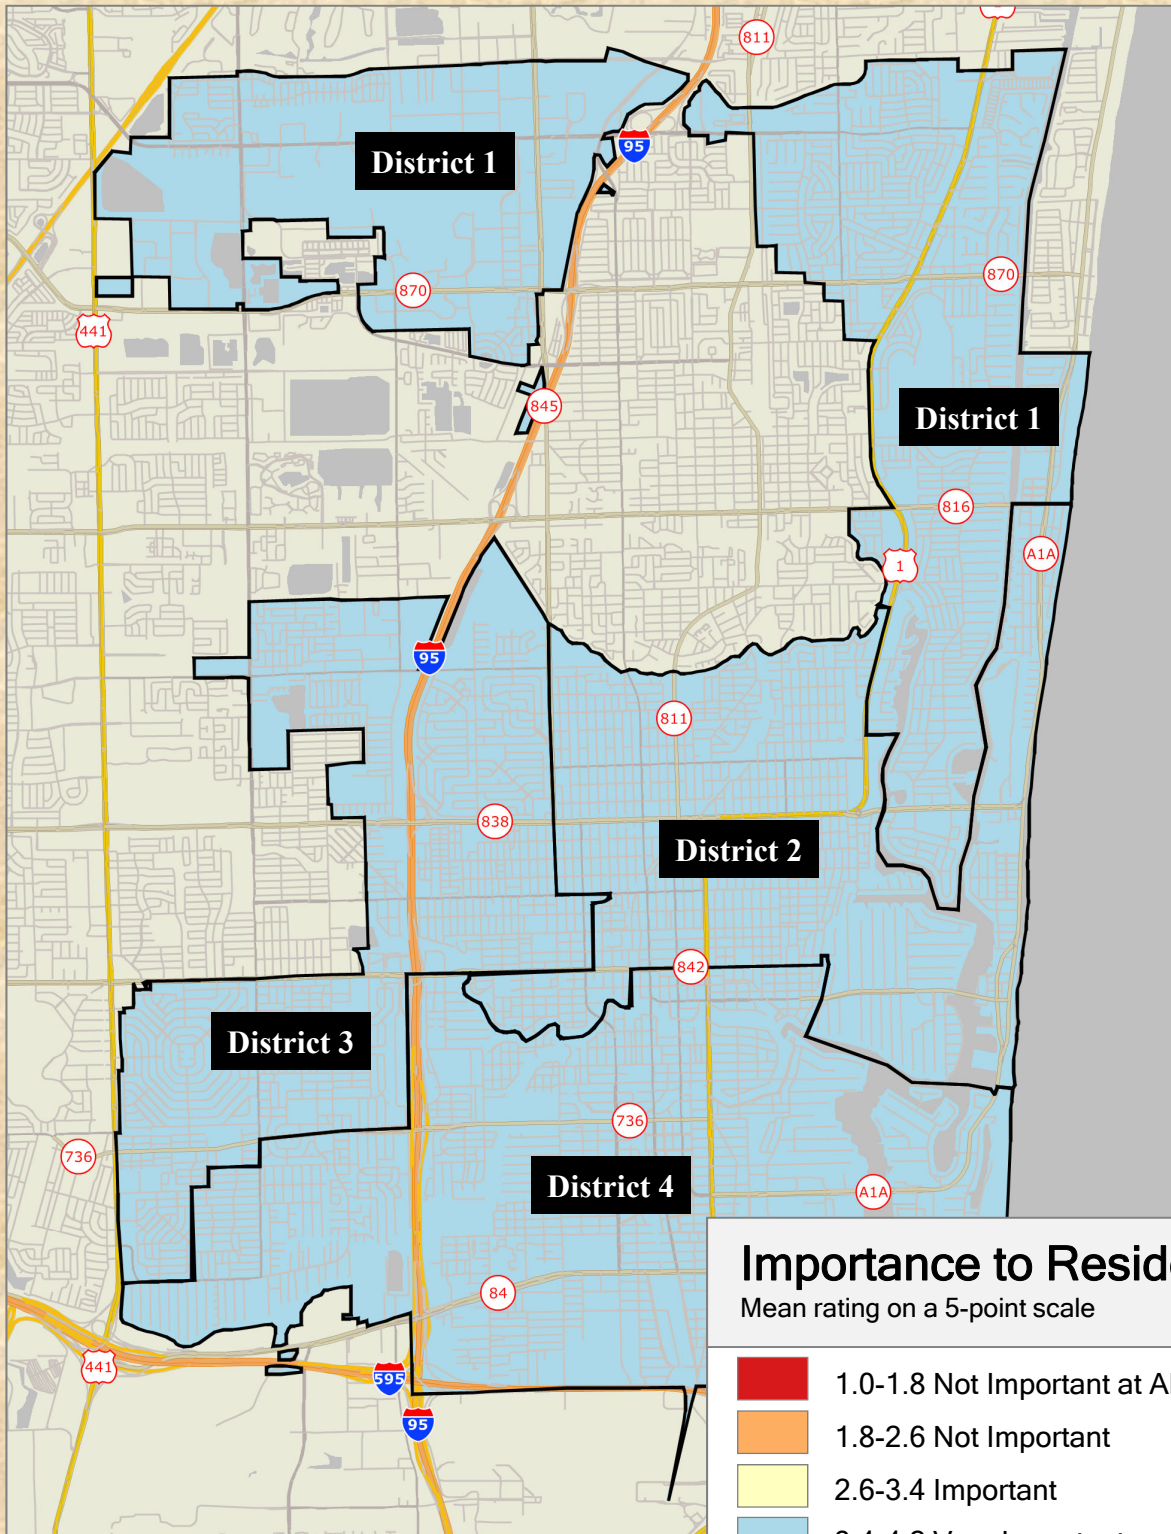 811
95
District 1
870
870
441
845
District 1
816
A1A
1
95
811
838
District 2
842
District 3
736
736
District 4
A1A
84
441
595
95
Importance to Resid
Mean rating on a 5-point scale
1.0-1.8 Not Important at
1.8-2.6 Not Important
2.6-3.4 Important